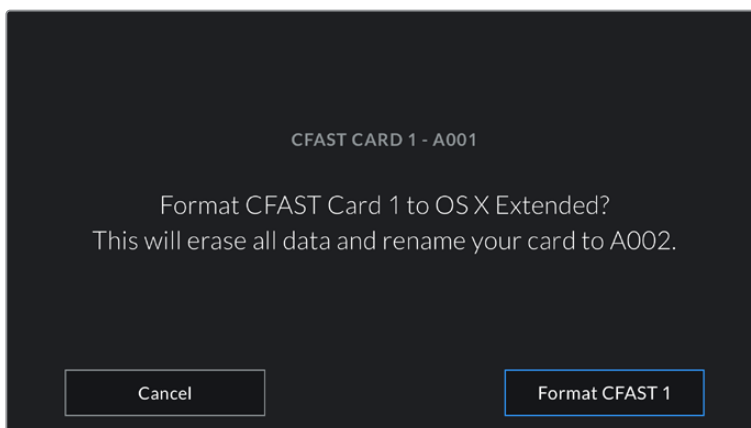 CFAST CARD 1 - A001
Format CFAST Card 1 to OS X Extended?
This will erase all data and rename your card to A002.
Cancel
Format CFAST 1